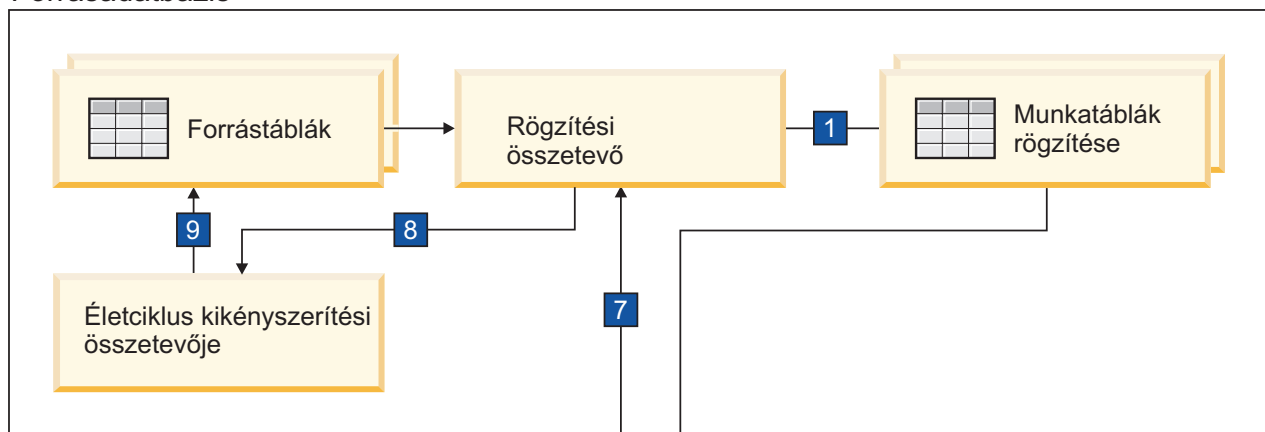 Forrástáblák
Rögzítési
összetevő
1
Munkatáblák
rögzítése
9
8
7
Életciklus kikényszerítési
összetevője